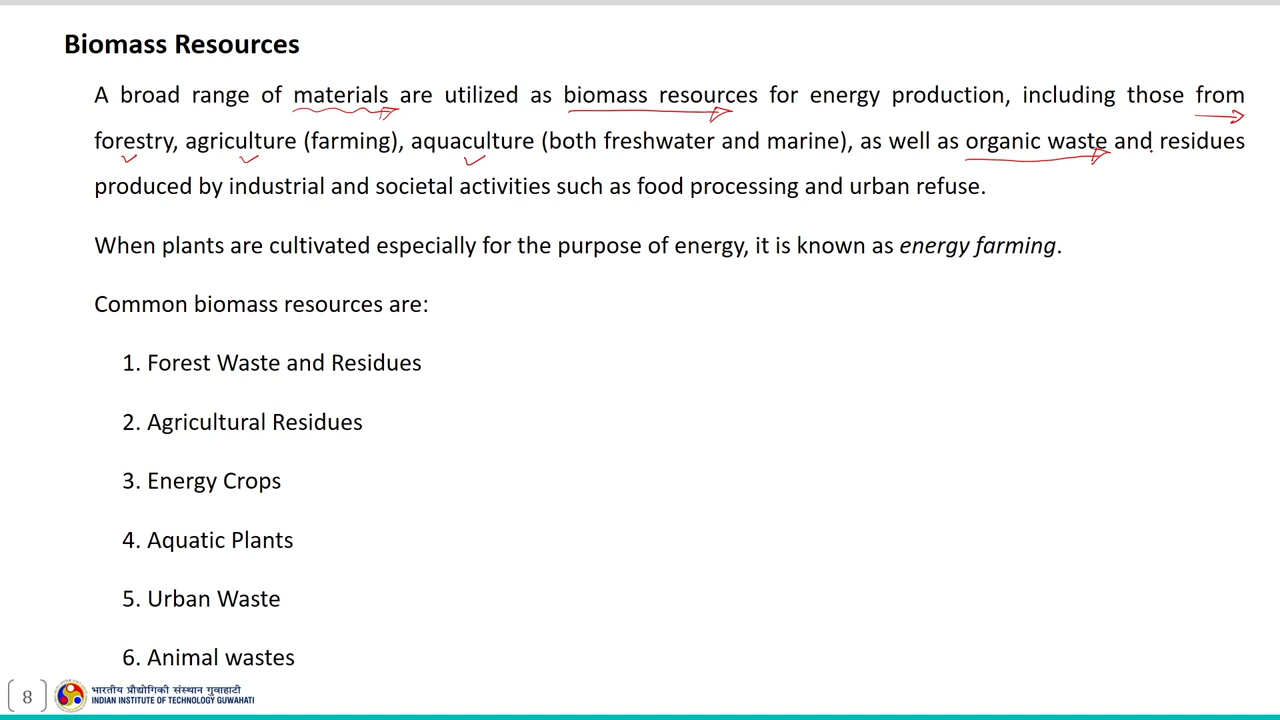 Biomass Resources
A broad range of materials are utilized as biomass resources for energy production, including those from
forestry, agriculture (farming), aquaculture (both freshwater and marine), as well as organic waste and residues
produced by industrial and societal activities such as food processing and urban refuse.
When plants are cultivated especially for the purpose of energy, it is known as energy farming.
Common biomass resources are:
1. Forest Waste and Residues
2. Agricultural Residues
3. Energy Crops
4. Aquatic Plants
5. Urban Waste
6. Animal wastes
8
भारतीय प्रौद्योगिकी संस्थान गुवाहाटी
INDIAN INSTITUTE OF TECHNOLOGY GUWAHATI